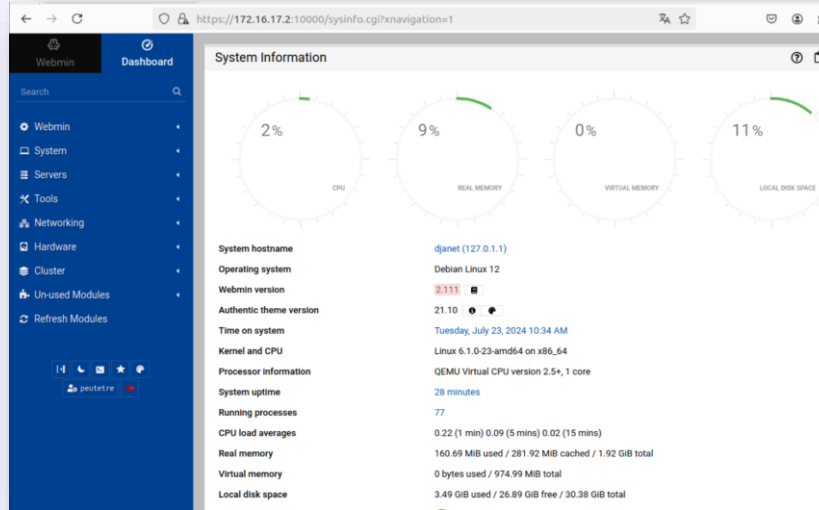 https://172.16.17.2:10000/sysinfo.cgi?xnavigation=1
Webmin
Dashboard
Search
Webmin
System
Servers
Tools
Networking
Hardware
Cluster
Un-used Modules
Refresh Modules
peutetre
System Information
2%
CPU
9%
REAL MEMORY
0%
VIRTUAL MEMORY
11%
LOCAL DISK SPACE
System hostname djanet (127.0.1.1)
Operating system Debian Linux 12
Webmin version 2.111
Authentic theme version 21.10
Time on system Tuesday, July 23, 2024 10:34 AM
Kernel and CPU Linux 6.1.0-23-amd64 on x86_64
Processor information QEMU Virtual CPU version 2.5+, 1 core
System uptime 28 minutes
Running processes 77
CPU load averages 0.22 (1 min) 0.09 (5 mins) 0.02 (15 mins)
Real memory 160.69 MiB used / 281.92 MiB cached / 1.92 GiB total
Virtual memory 0 bytes used / 974.99 MiB total
Local disk space 3.49 GiB used / 26.89 GiB free / 30.38 GiB total